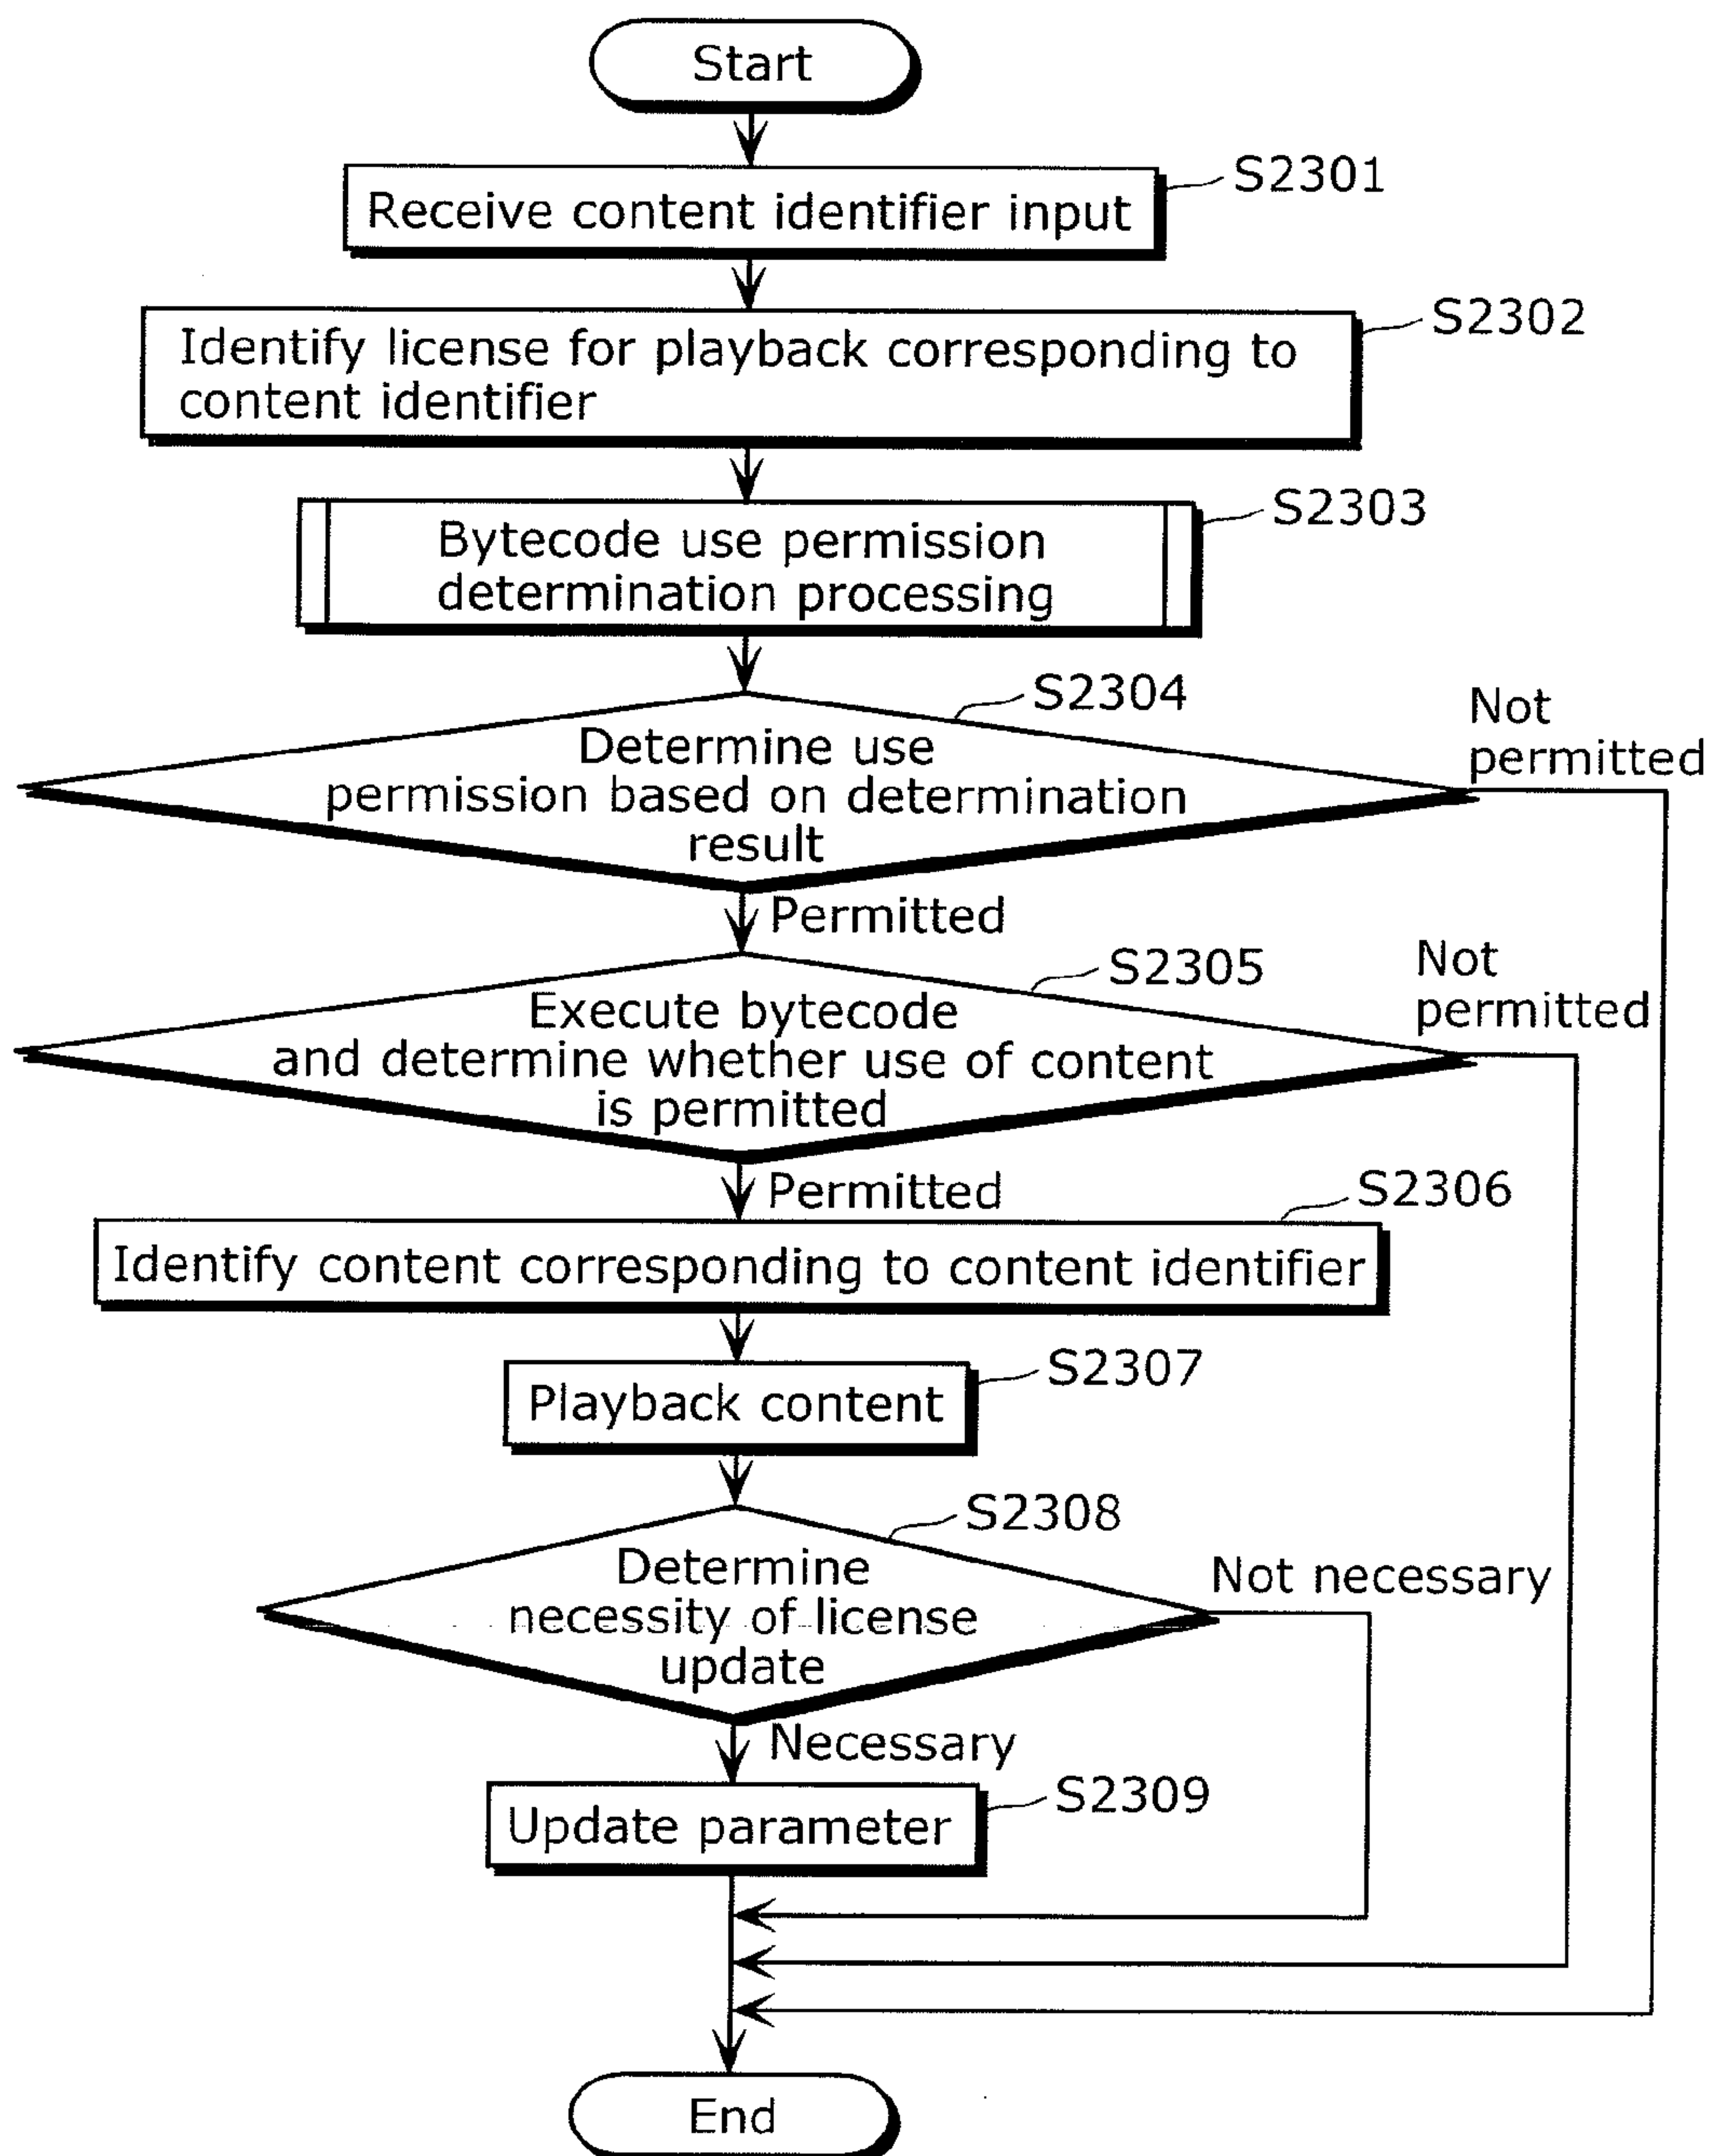 Start
S2301
Receive content identifier input
S2302
Identify license for playback corresponding to
content identifier
S2303
Bytecode use permission
determination processing
S2304
Not
permitted
Determine use
permission based on determination
result
Permitted
S2305
Not
permitted
Execute bytecode
and determine whether use of content
is permitted
Permitted
S2306
Identify content corresponding to content identifier
S2307
Playback content
S2308
Determine
necessity of license
update
Not necessary
Necessary
S2309
Update parameter
End